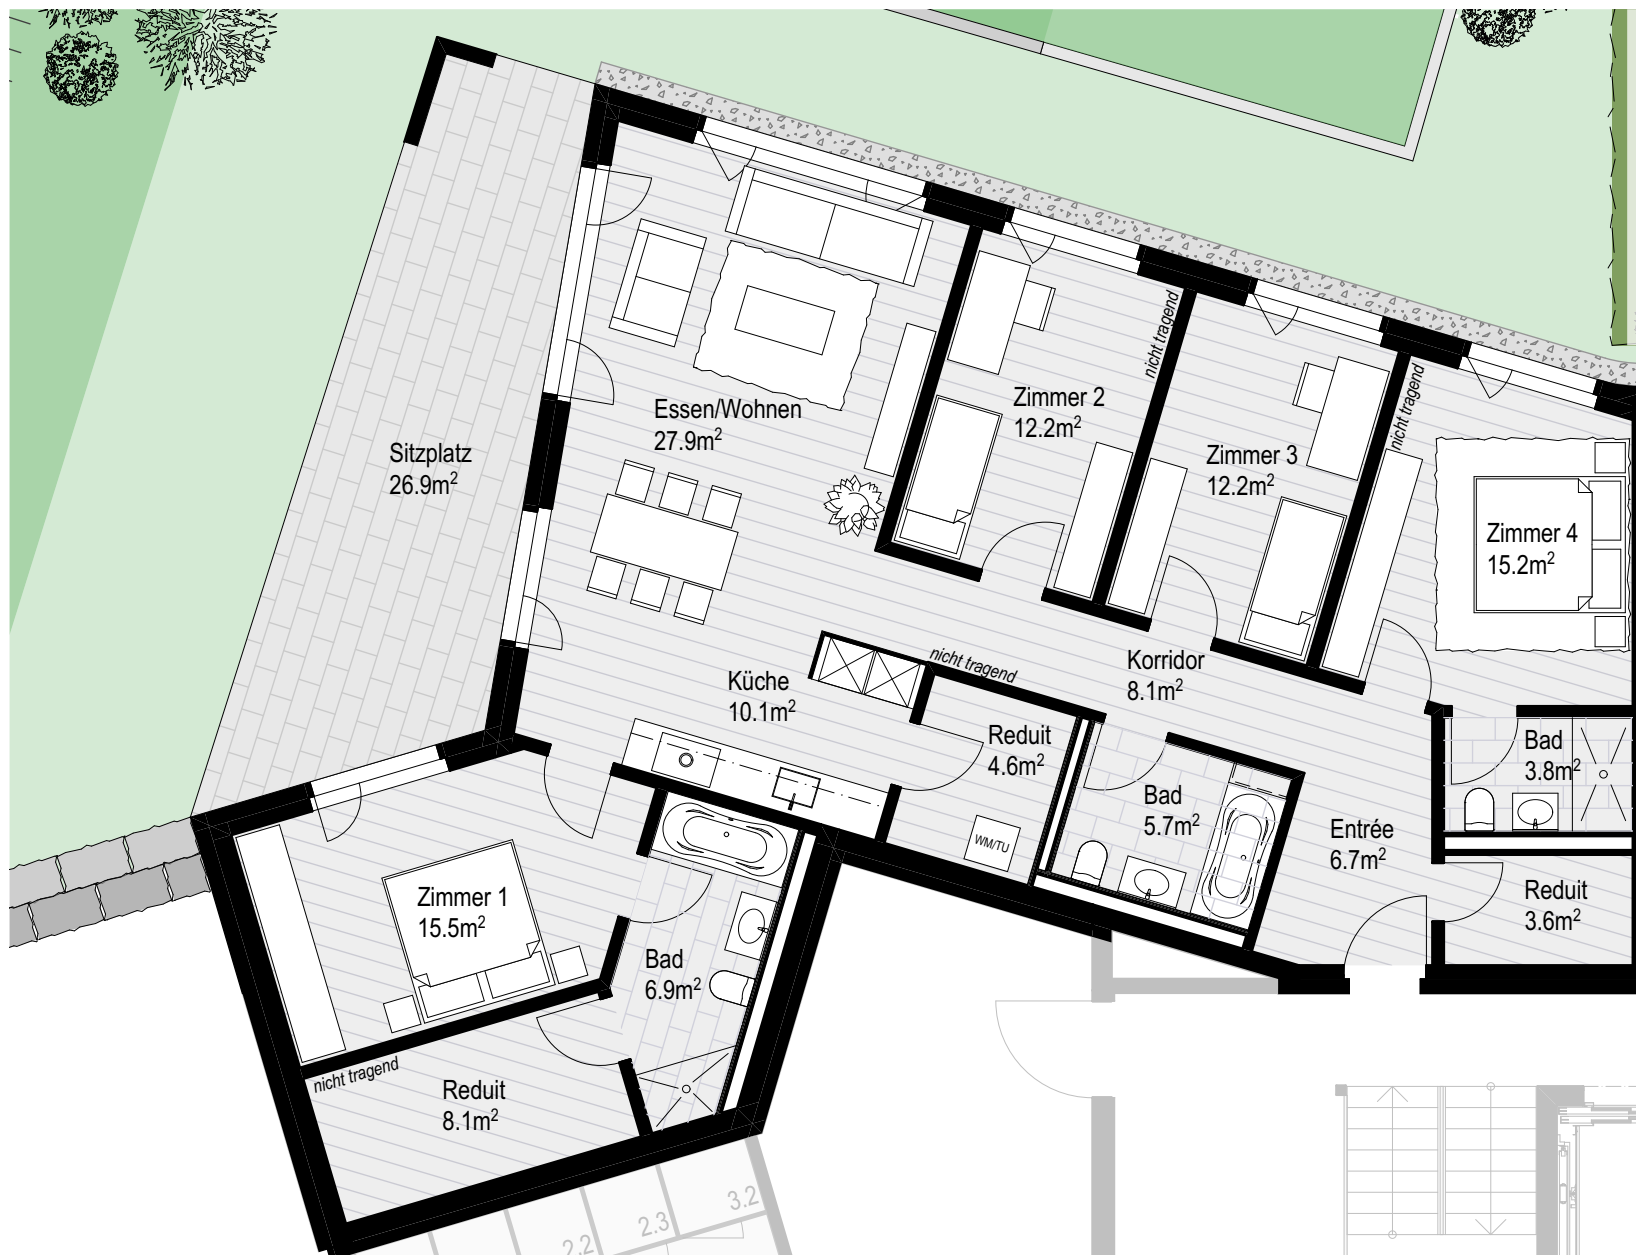 Essen/Wohnen
27.9m²
Sitzplatz
26.9m²
Zimmer 2
12.2m²
nicht tragend
Zimmer 3
12.2m²
nicht tragend
Zimmer 4
15.2m²
Küche
10.1m²
nicht tragend
Korridor
8.1m²
Reduit
4.6m²
WM/TU
Bad
5.7m²
Bad
3.8m²
Entrée
6.7m²
Reduit
3.6m²
Zimmer 1
15.5m²
Bad
6.9m²
nicht tragend
Reduit
8.1m²
3.2
2.3
2.2